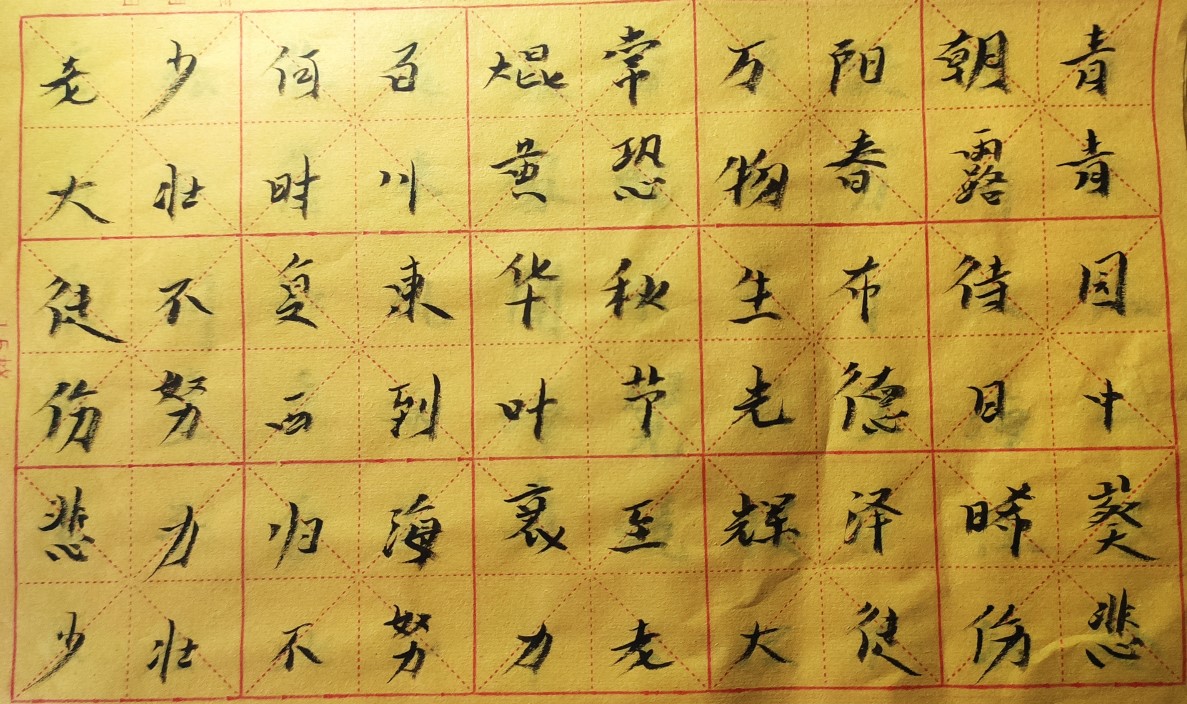 青青园中葵悲
朝露待日晞伤
阳春布德泽徒
万物生光辉大
常恐秋节至老
焜黄华叶衰力
百川東到海努
何时复西归不
少壮不努力壮
老大徒伤悲少